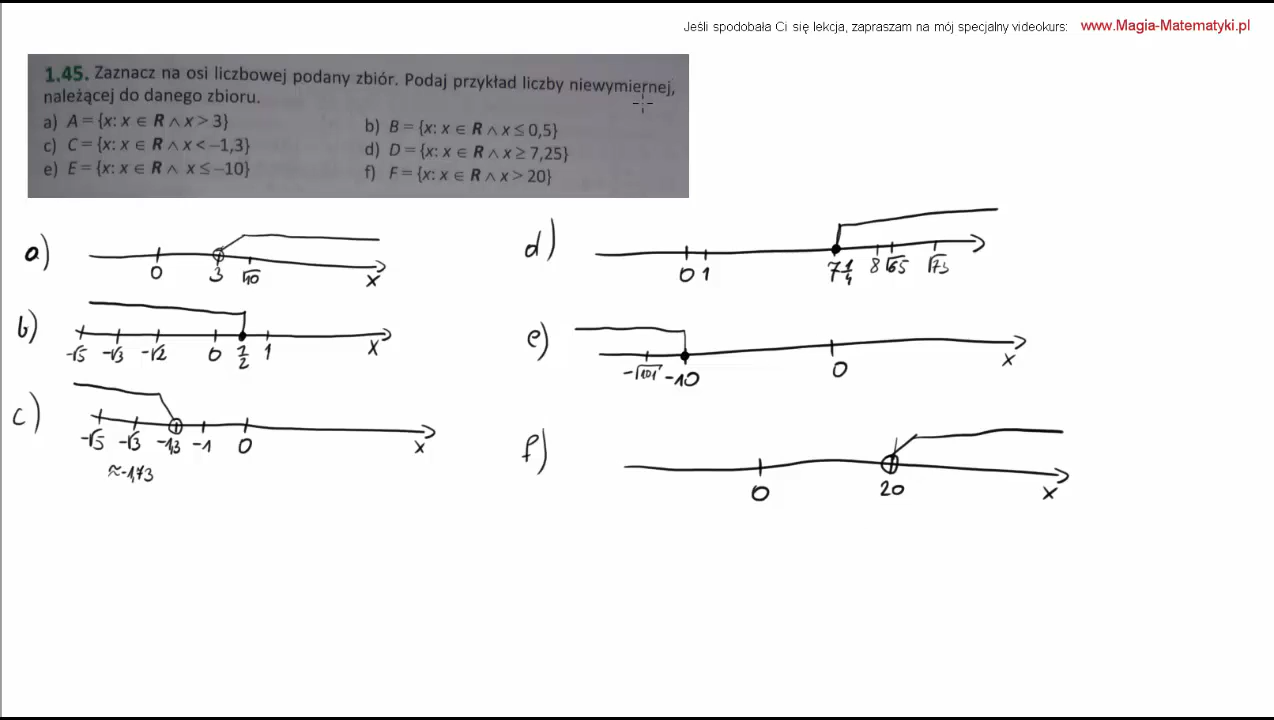 Jeśli spodobała Ci się lekcja, zapraszam na mój specjalny videokurs: www.Magia-Matematyki.pl
1.45. Zaznacz na osi liczbowej podany zbiór. Podaj przykład liczby niewymiernej,
należącej do danego zbioru.
a) A = {x: x ∈ R ∧ x > 3}
b) B = {x: x ∈ R ∧ x ≤ 0,5}
c) C = {x: x ∈ R ∧ x < –1,3}
d) D = {x: x ∈ R ∧ x ≥ 7,25}
e) E = {x: x ∈ R ∧ x ≤ –10}
f) F = {x: x ∈ R ∧ x > 20}
a)
0 3 √10 x
b)
-√5 -√3 -√2 0 1/2 1 x
c)
-√5 -√3 -1,3 -1 0 x
≈-1,73
d)
0 1 7 1/4 8 √65 √73
e)
-√101 -10 0 x
f)
0 20 x